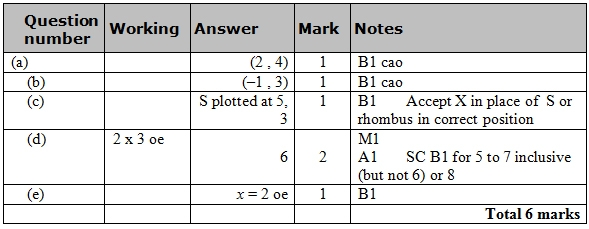 Question number Working Answer Mark Notes
(a) (2 , 4) 1 B1 cao
(b) (–1 , 3) 1 B1 cao
(c) S plotted at 5, 3 1 B1 Accept X in place of S or rhombus in correct position
(d) 2 x 3 oe 6 2 M1
A1 SC B1 for 5 to 7 inclusive (but not 6) or 8
(e) x = 2 oe 1 B1
Total 6 marks